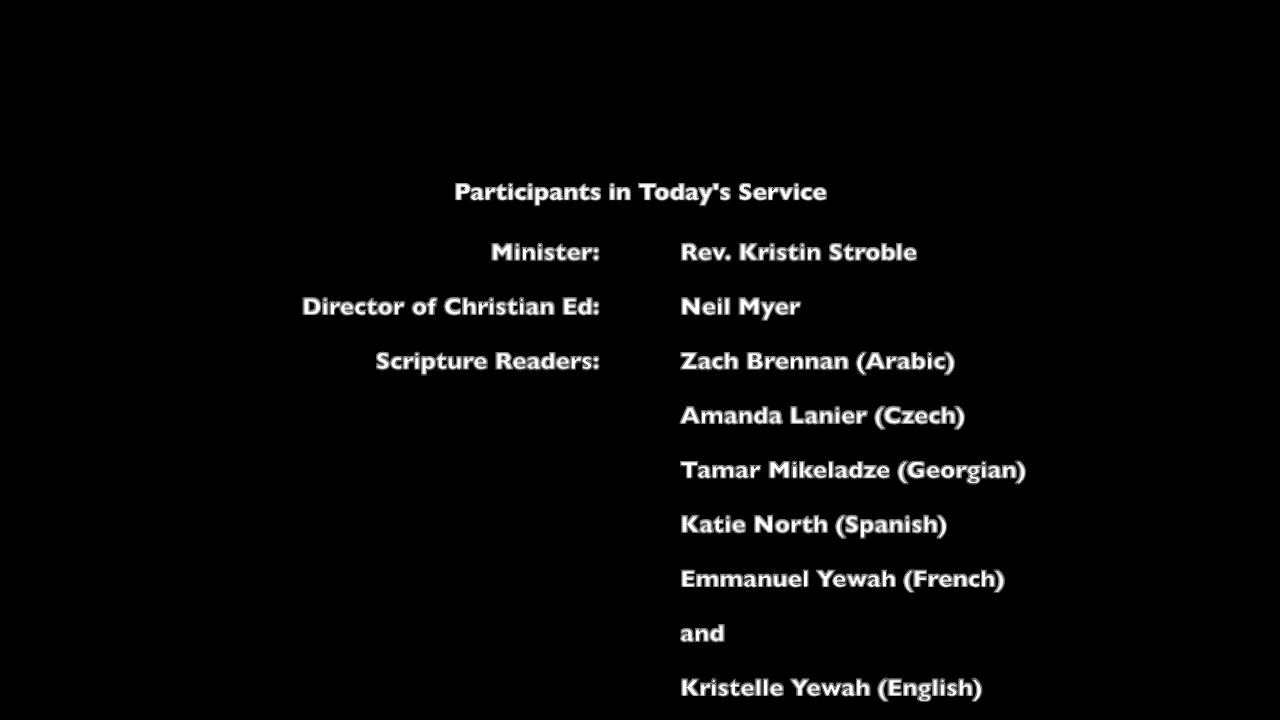 Participants in Today's Service
Minister: Rev. Kristin Stroble
Director of Christian Ed: Neil Myer
Scripture Readers: Zach Brennan (Arabic)
Amanda Lanier (Czech)
Tamar Mikeladze (Georgian)
Katie North (Spanish)
Emmanuel Yewah (French)
and
Kristelle Yewah (English)